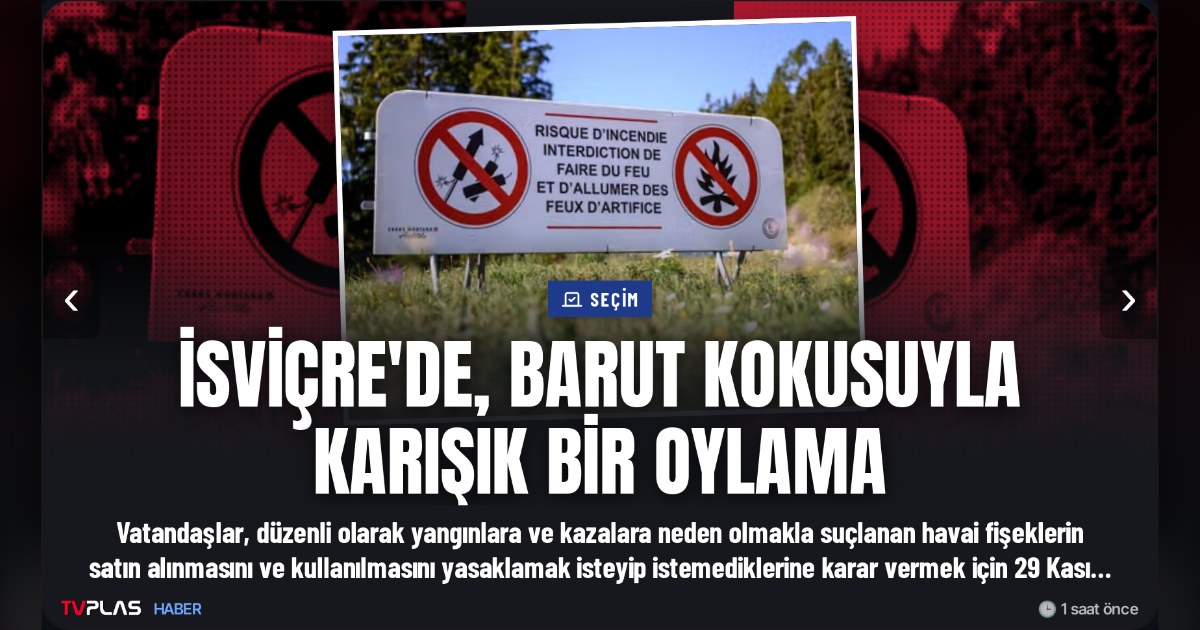 RISQUE D'INCENDIE
INTERDICTION DE
FAIRE DU FEU
ET D'ALLUMER DES
FEUX D'ARTIFICE
SEÇİM
İSVİÇRE'DE, BARUT KOKUSUYLA
KARIŞIK BİR OYLAMA
Vatandaşlar, düzenli olarak yangınlara ve kazalara neden olmakla suçlanan havai fişeklerin
satın alınmasını ve kullanılmasını yasaklamak isteyip istemediklerine karar vermek için 29 Kası...
TVPLAS HABER
1 saat önce